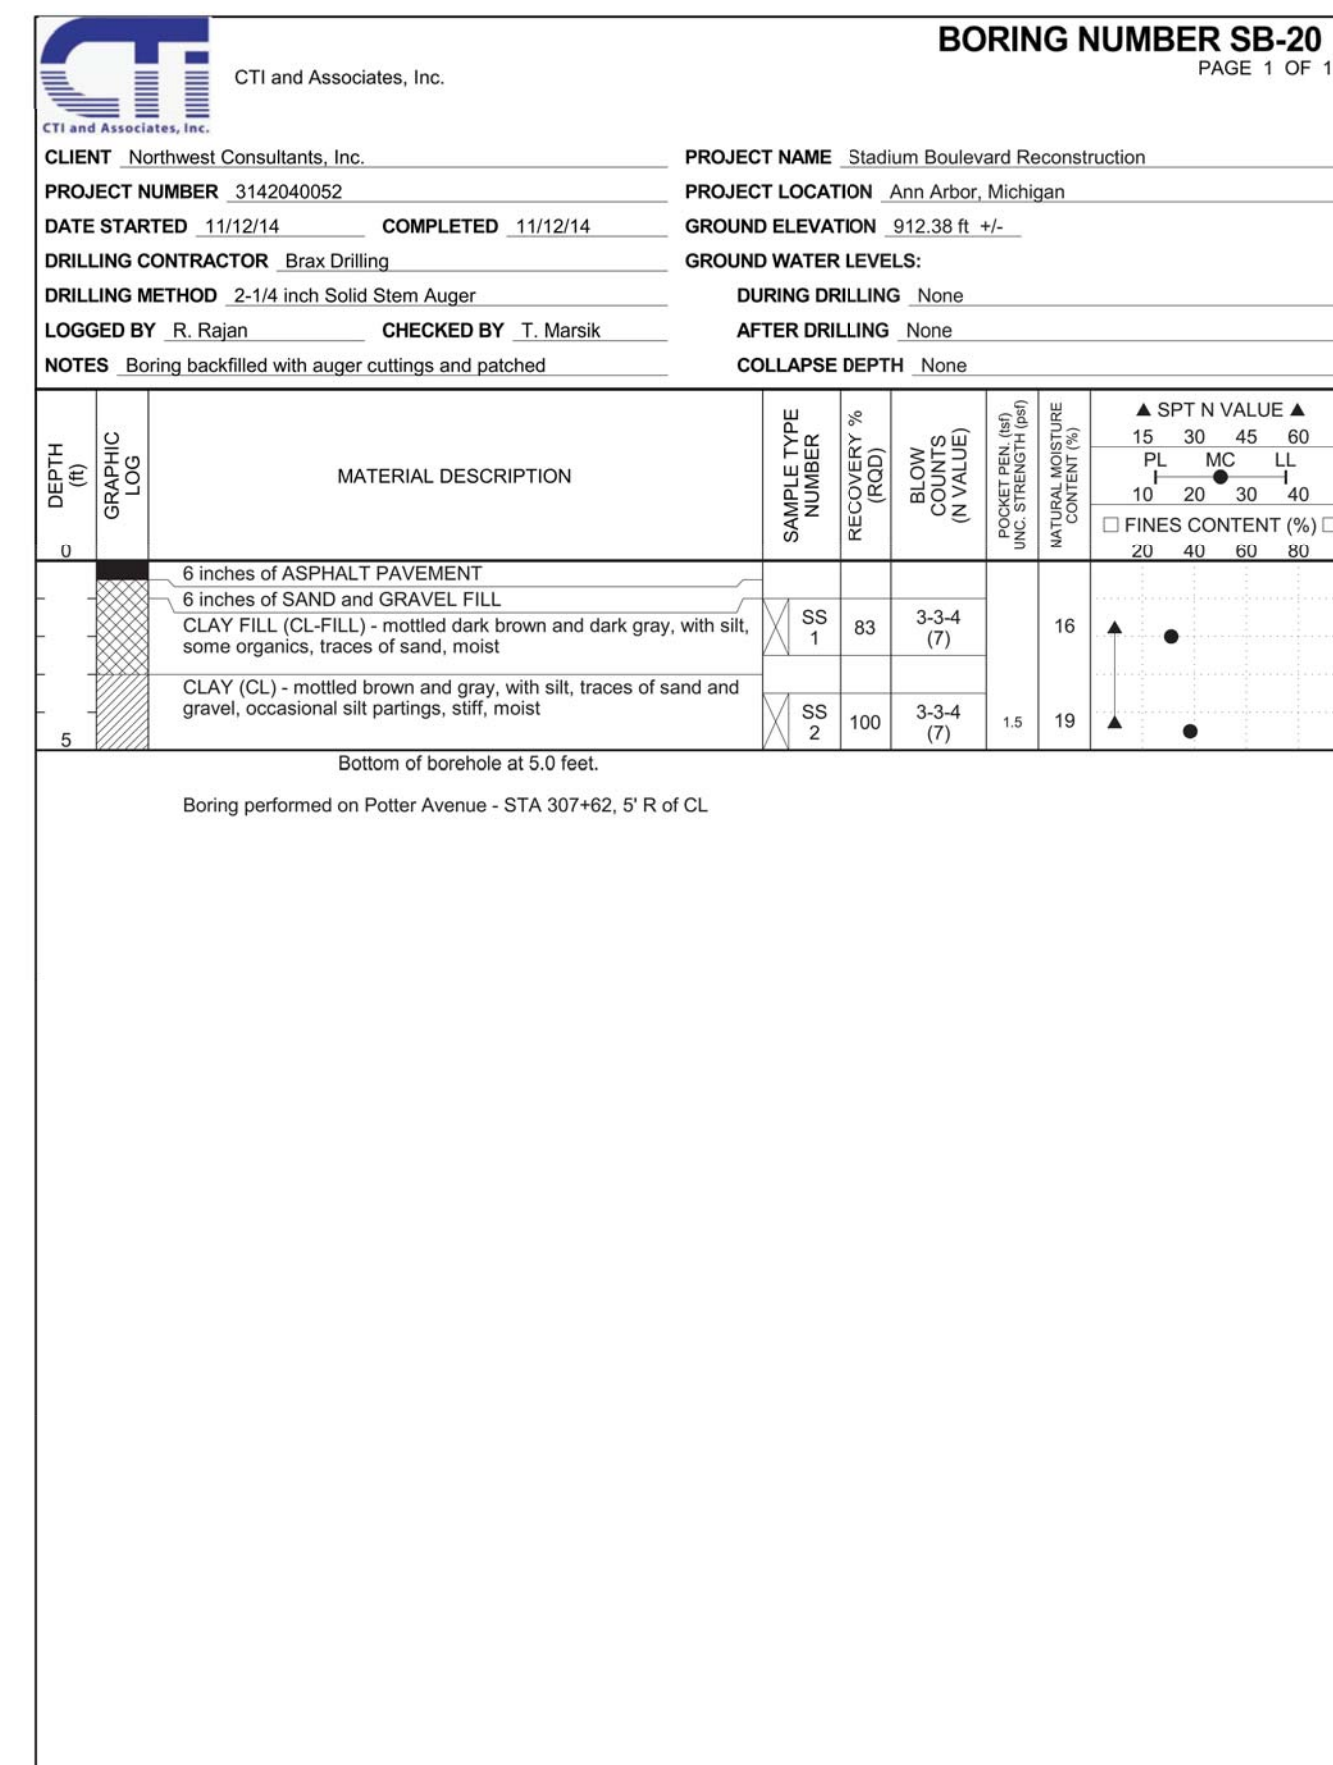 BORING NUMBER SB-20
PAGE 1 OF 1
CTI and Associates, Inc.
CTi
CTI and Associates, Inc.
CLIENT Northwest Consultants, Inc.
PROJECT NAME Stadium Boulevard Reconstruction
PROJECT NUMBER 3142040052
PROJECT LOCATION Ann Arbor, Michigan
DATE STARTED 11/12/14 COMPLETED 11/12/14
GROUND ELEVATION 912.38 ft +/-
DRILLING CONTRACTOR Brax Drilling
GROUND WATER LEVELS:
DRILLING METHOD 2-1/4 inch Solid Stem Auger
DURING DRILLING None
LOGGED BY R. Rajan CHECKED BY T. Marsik
AFTER DRILLING None
NOTES Boring backfilled with auger cuttings and patched
COLLAPSE DEPTH None
DEPTH
(ft)
GRAPHIC
LOG
MATERIAL DESCRIPTION
SAMPLE TYPE
NUMBER
RECOVERY %
(RQD)
BLOW
COUNTS
(N VALUE)
POCKET PEN. (tsf)
UNC. STRENGTH (psf)
NATURAL MOISTURE
CONTENT (%)
▲ SPT N VALUE ▲
15 30 45 60
PL MC LL
10 20 30 40
□ FINES CONTENT (%) □
20 40 60 80
0
6 inches of ASPHALT PAVEMENT
6 inches of SAND and GRAVEL FILL
CLAY FILL (CL-FILL) - mottled dark brown and dark gray, with silt,
some organics, traces of sand, moist
SS
1
83
3-3-4
(7)
16
CLAY (CL) - mottled brown and gray, with silt, traces of sand and
gravel, occasional silt partings, stiff, moist
SS
2
100
3-3-4
(7)
1.5
19
5
Bottom of borehole at 5.0 feet.
Boring performed on Potter Avenue - STA 307+62, 5' R of CL